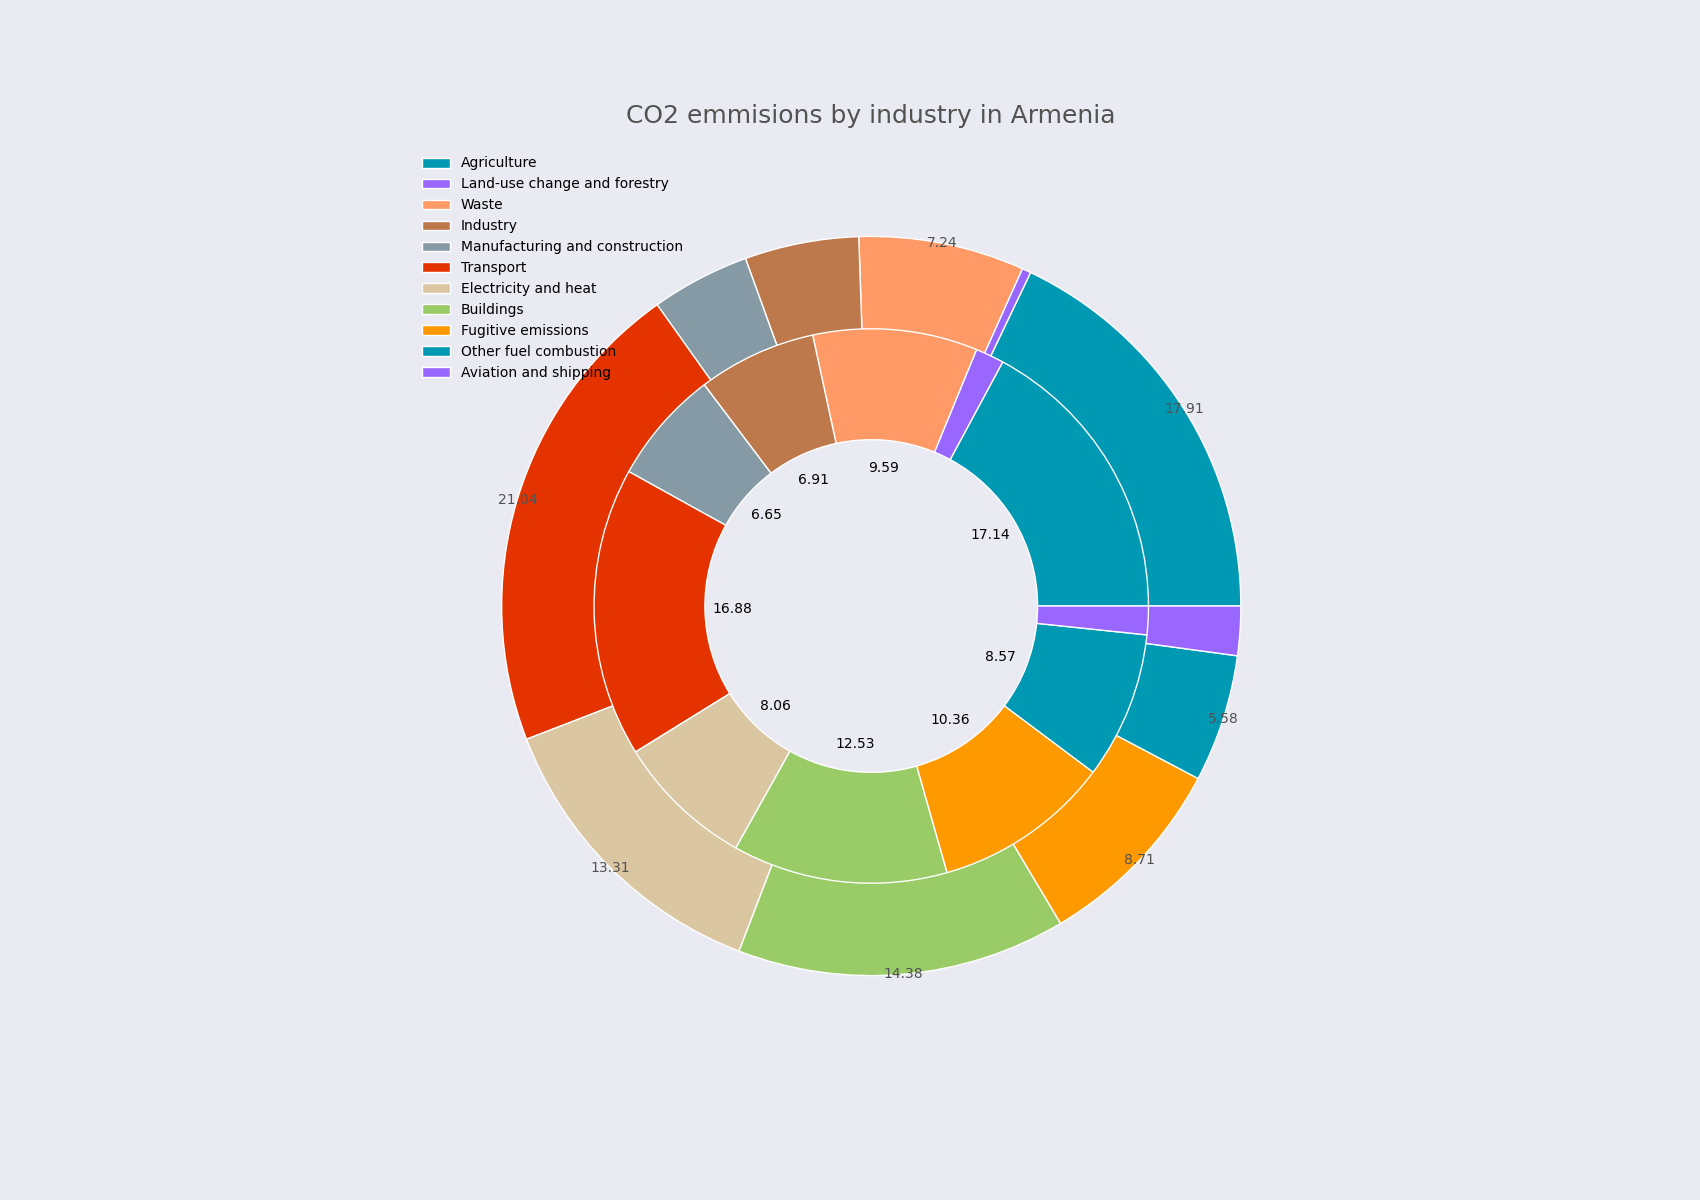 CO2 emmisions by industry in Armenia
Agriculture
Land-use change and forestry
Waste
Industry
Manufacturing and construction
Transport
Electricity and heat
Buildings
Fugitive emissions
Other fuel combustion
Aviation and shipping
7.24
17.91
21.04
9.59
6.91
6.65
17.14
16.88
8.57
8.06
10.36
5.58
12.53
8.71
13.31
14.38